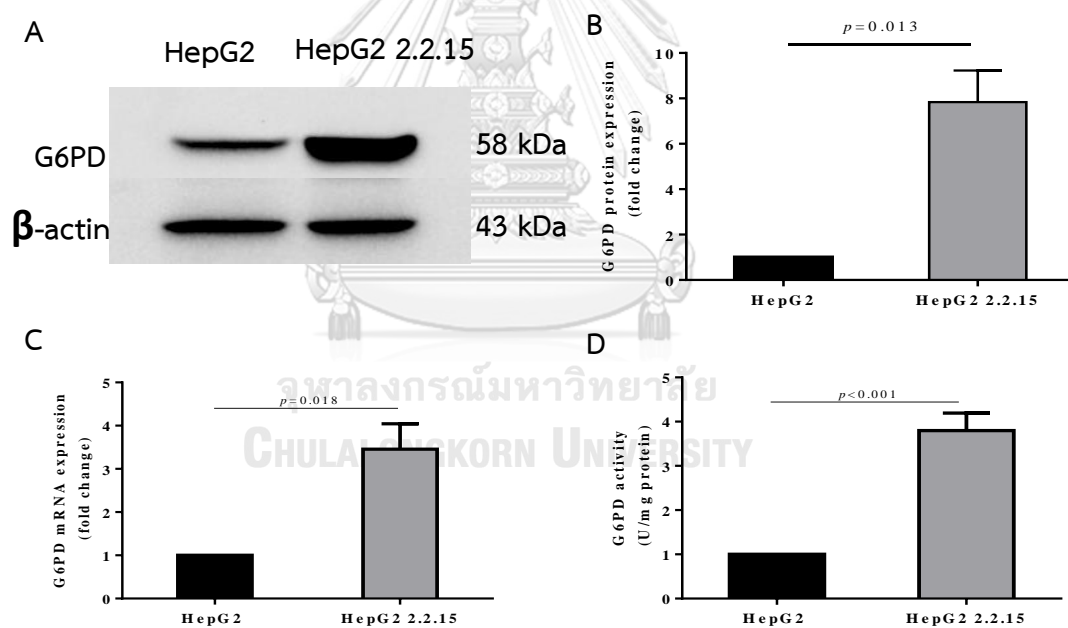 A
HepG2 HepG2 2.2.15
G6PD 58 kDa
β-actin 43 kDa
B
p=0.013
G6PD protein expression
(fold change)
10
8
6
4
2
0
HepG2 HepG2 2.2.15
C
p=0.018
G6PD mRNA expression
(fold change)
5
4
3
2
1
0
HepG2 HepG2 2.2.15
D
p<0.001
G6PD activity
(U/mg protein)
5
4
3
2
1
0
HepG2 HepG2 2.2.15
จุฬาลงกรณ์มหาวิทยาลัย
CHULALONGKORN UNIVERSITY